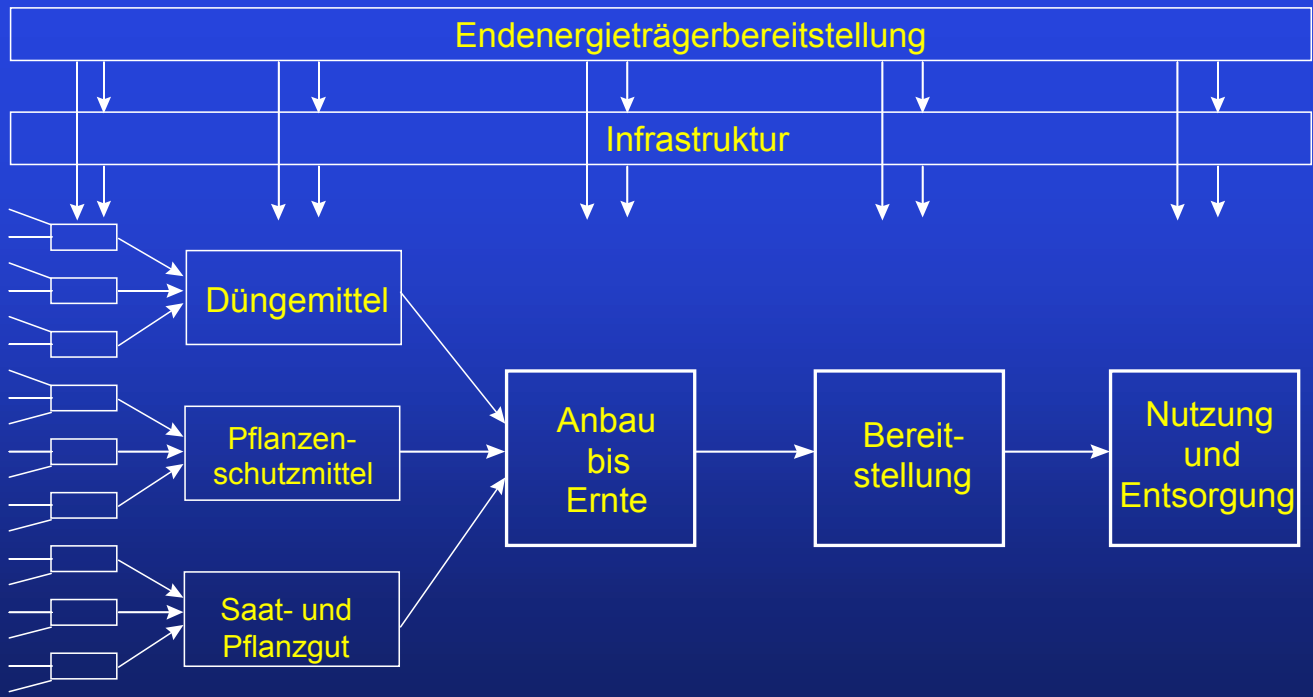 Endenergieträgerbereitstellung
Infrastruktur
Düngemittel
Pflanzen-
schutzmittel
Saat- und
Pflanzgut
Anbau
bis
Ernte
Bereit-
stellung
Nutzung
und
Entsorgung